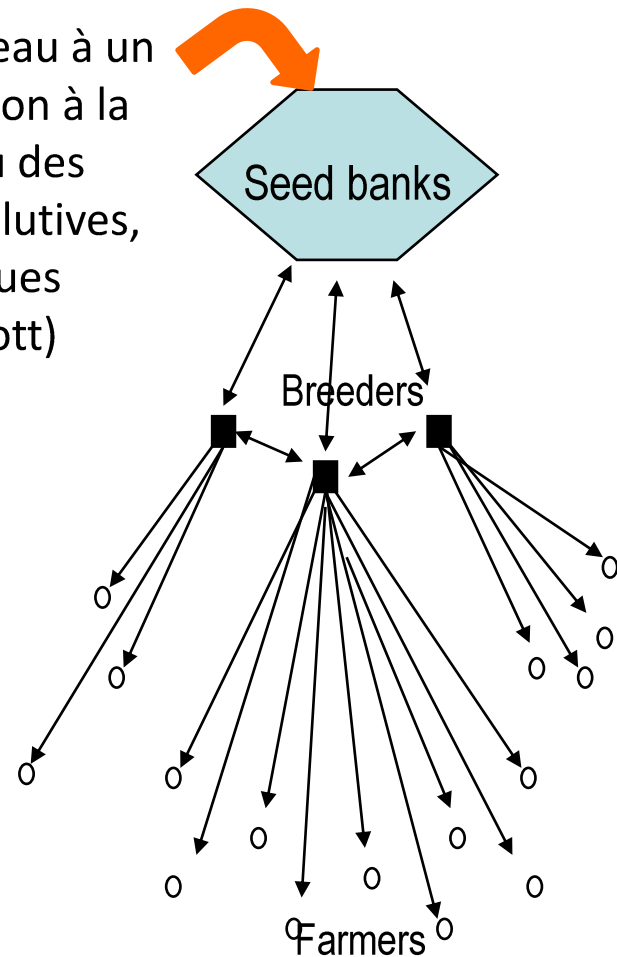 eau à un
on à la
u des
lutives,
ues
ott)
Seed banks
Breeders
Farmers